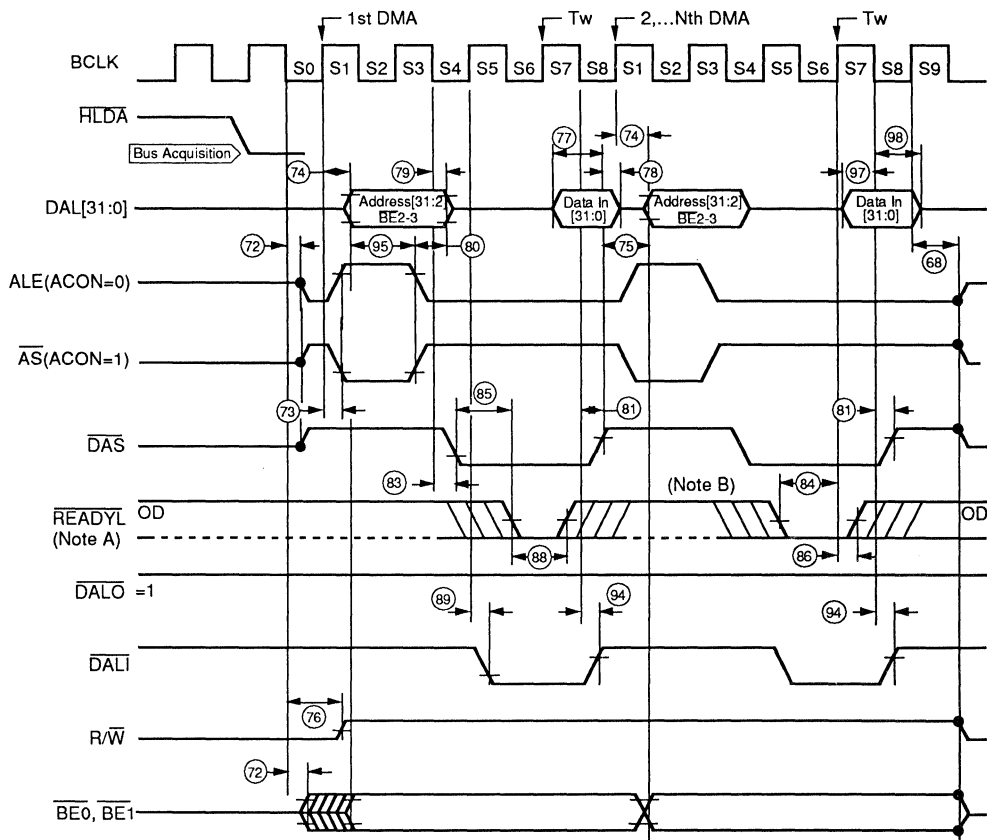 1st DMA
Tw
2,...Nth DMA
Tw
BCLK
S0 S1 S2 S3 S4 S5 S6 S7 S8 S1 S2 S3 S4 S5 S6 S7 S8 S9
HLDA
Bus Acquisition
74
79
77
74
78
97
98
DAL[31:0]
Address[31:2]
BE2-3
Data In
[31:0]
Address[31:2]
BE2-3
Data In
[31:0]
72
95
80
75
68
ALE(ACON=0)
AS(ACON=1)
73
85
81
81
DAS
83
(Note B)
84
READYL
(Note A)
OD
OD
88
86
DALO =1
89
94
94
DALI
76
R/W
72
BE0, BE1